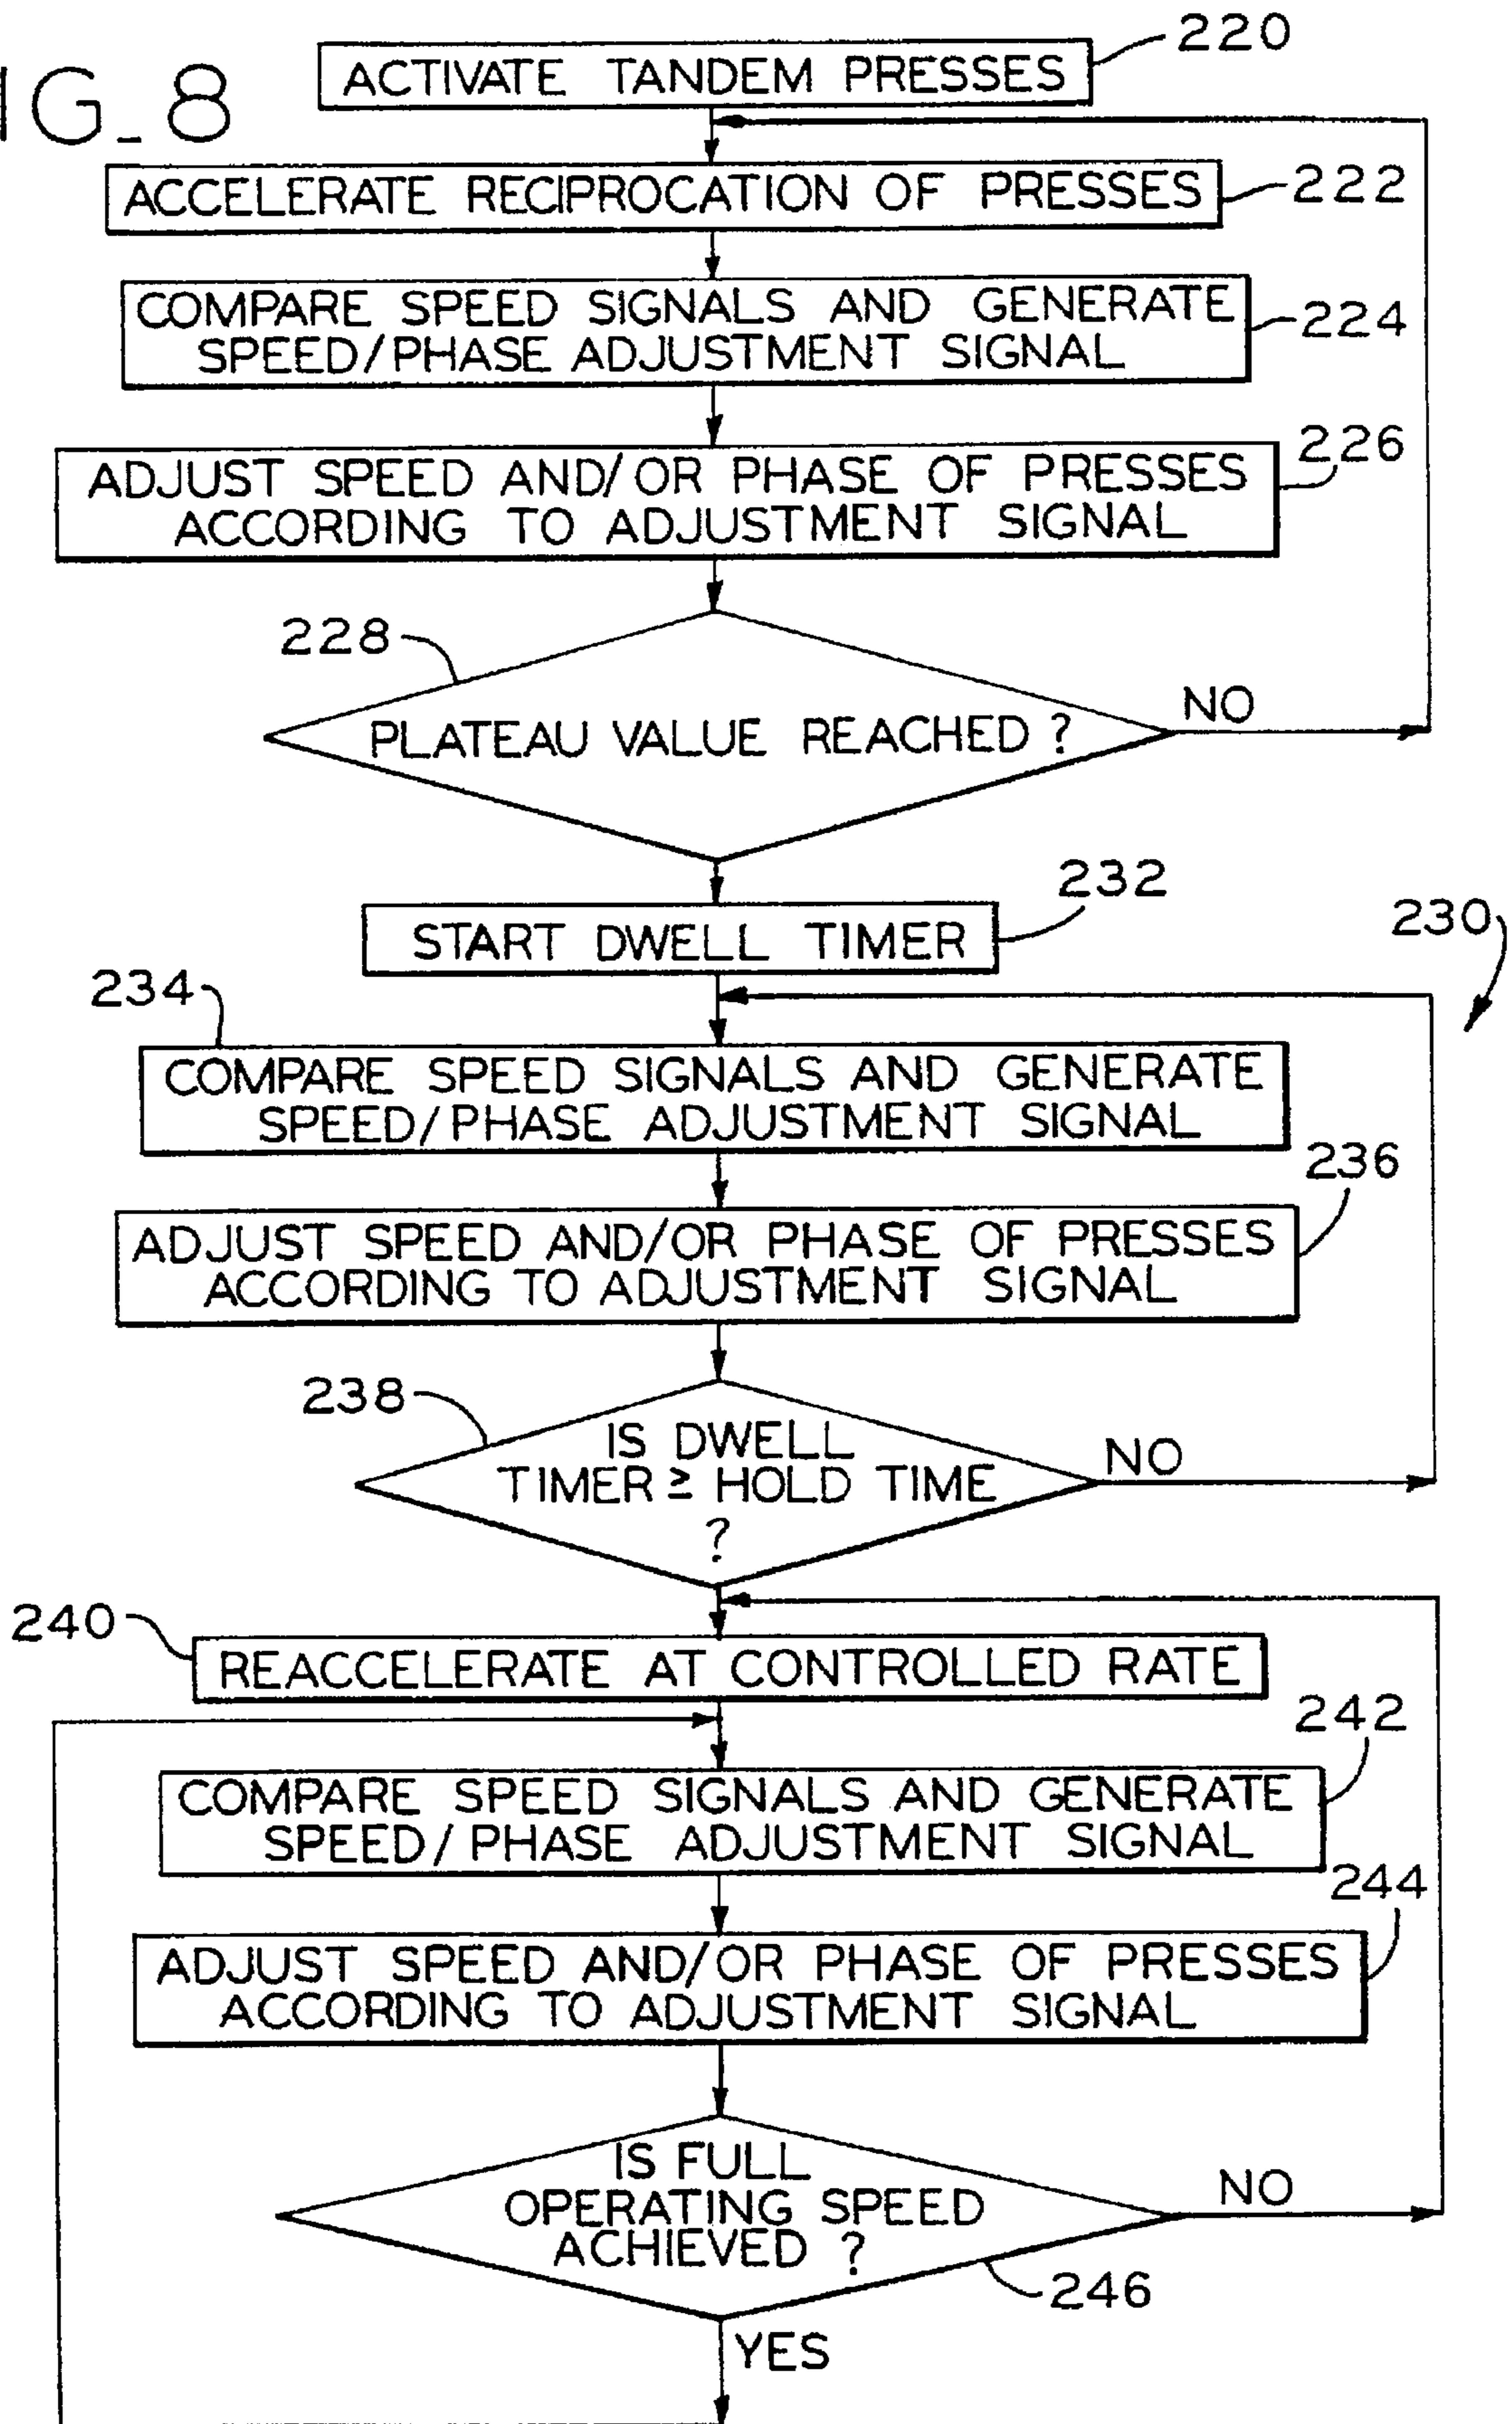 IG_8
ACTIVATE TANDEM PRESSES
220
ACCELERATE RECIPROCATION OF PRESSES
222
COMPARE SPEED SIGNALS AND GENERATE
SPEED/PHASE ADJUSTMENT SIGNAL
224
ADJUST SPEED AND/OR PHASE OF PRESSES
ACCORDING TO ADJUSTMENT SIGNAL
226
228
PLATEAU VALUE REACHED ?
NO
START DWELL TIMER
232
230
234
COMPARE SPEED SIGNALS AND GENERATE
SPEED/PHASE ADJUSTMENT SIGNAL
236
ADJUST SPEED AND/OR PHASE OF PRESSES
ACCORDING TO ADJUSTMENT SIGNAL
238
IS DWELL
TIMER ≥ HOLD TIME
?
NO
240
REACCELERATE AT CONTROLLED RATE
242
COMPARE SPEED SIGNALS AND GENERATE
SPEED/PHASE ADJUSTMENT SIGNAL
244
ADJUST SPEED AND/OR PHASE OF PRESSES
ACCORDING TO ADJUSTMENT SIGNAL
IS FULL
OPERATING SPEED
ACHIEVED ?
NO
246
YES